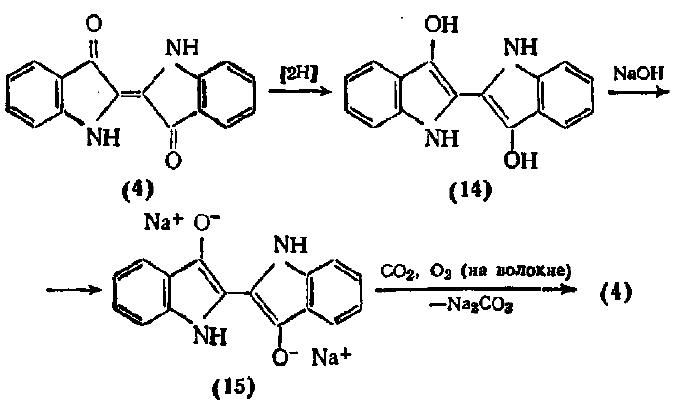 O
NH
NH
O
(4)
[2H]
OH
NH
NH
OH
(14)
NaOH
Na+ O−
NH
NH
O− Na+
(15)
CO2, O2 (на волокне)
—Na2CO3
(4)